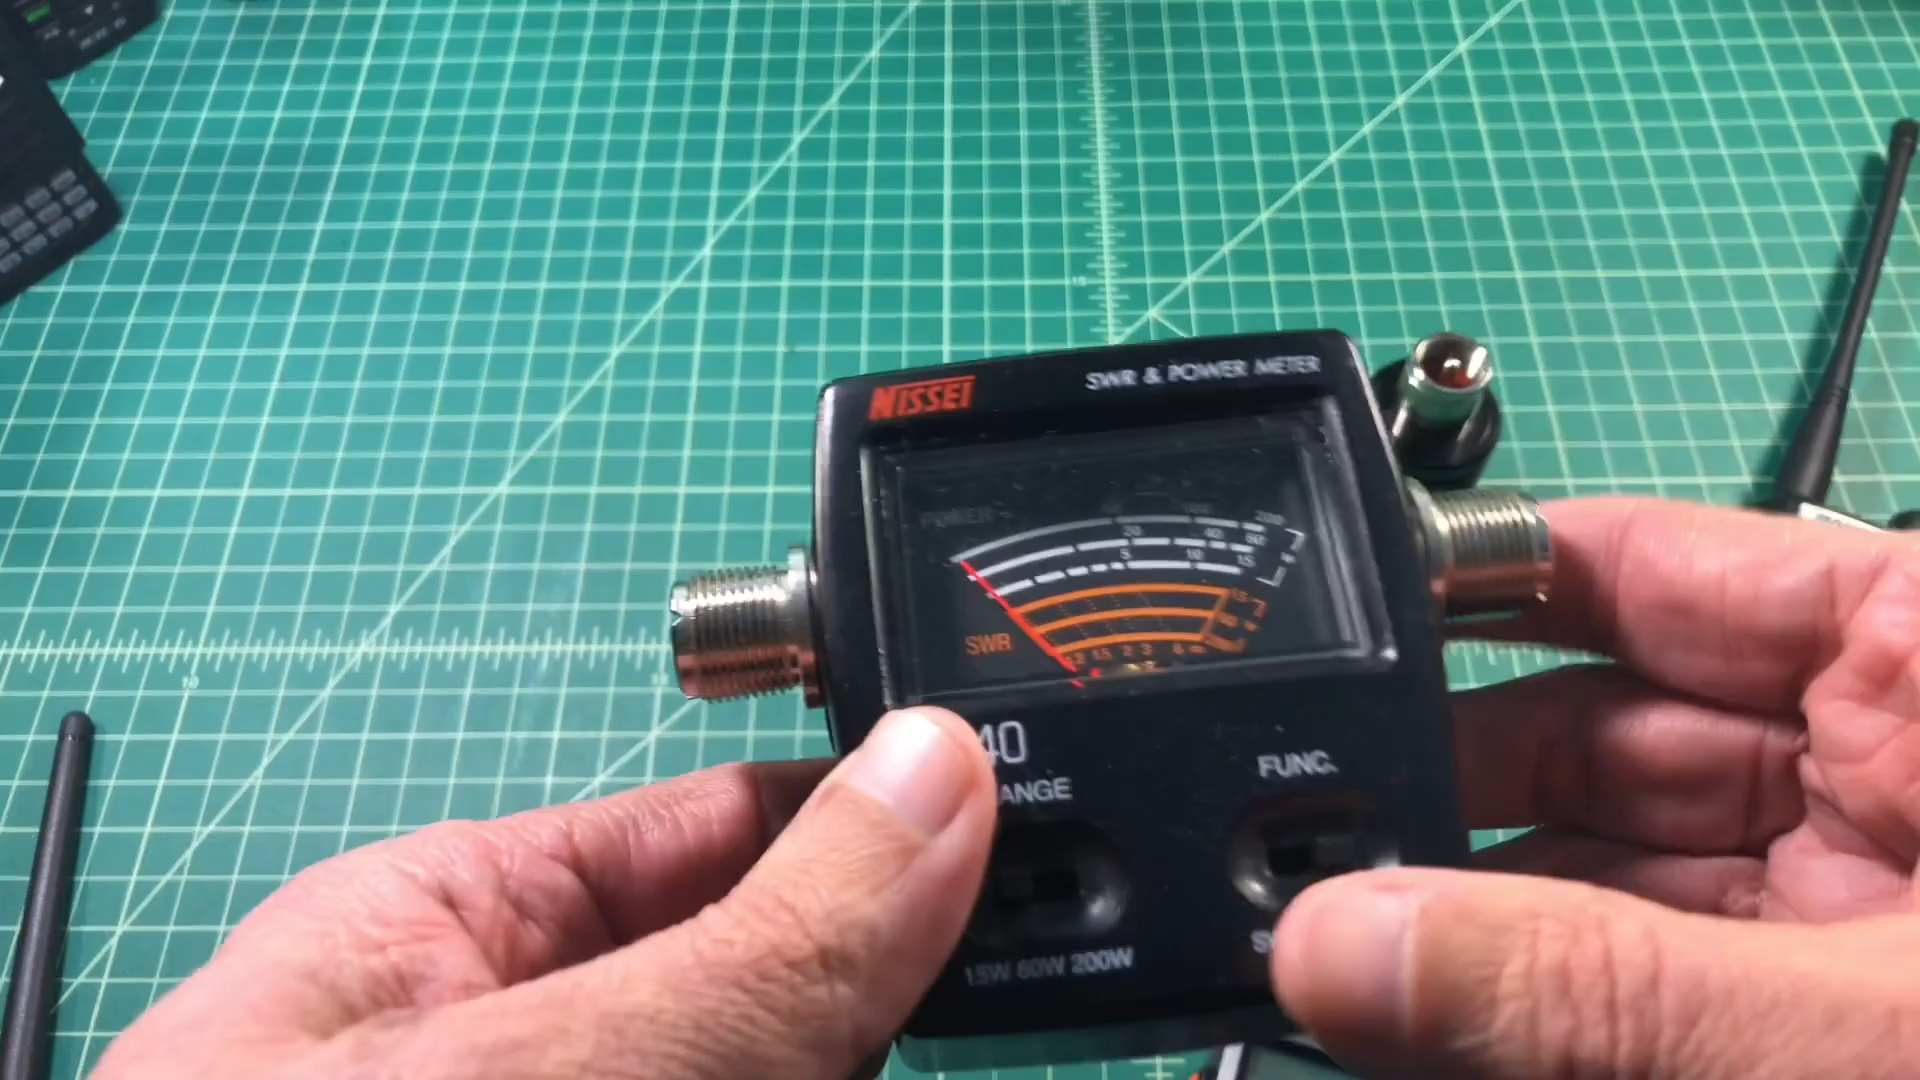 NISSEI
SWR & POWER METER
POWER
200
20 40 60
5 10 15
SWR
1.5 2 3
40
ANGE
FUNC.
15W 60W 200W